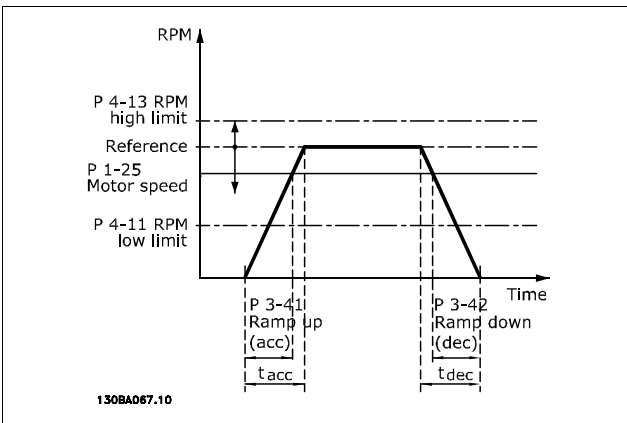 RPM
P 4-13 RPM
high limit
Reference
P 1-25
Motor speed
P 4-11 RPM
low limit
Time
P 3-41
Ramp up
(acc)
P 3-42
Ramp down
(dec)
tacc
tdec
130BA067.10